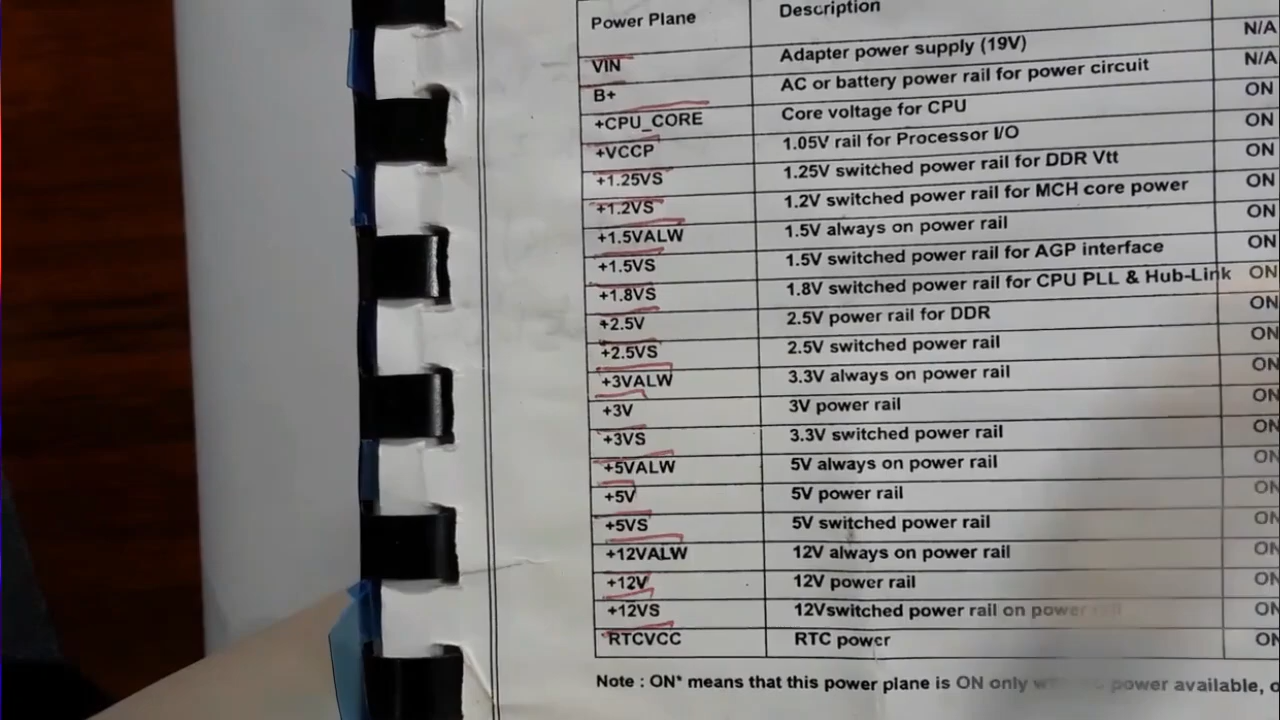 Power Plane Description
VIN Adapter power supply (19V) N/A
B+ AC or battery power rail for power circuit N/A
+CPU_CORE Core voltage for CPU ON
+VCCP 1.05V rail for Processor I/O ON
+1.25VS 1.25V switched power rail for DDR Vtt ON
+1.2VS 1.2V switched power rail for MCH core power ON
+1.5VALW 1.5V always on power rail ON
+1.5VS 1.5V switched power rail for AGP interface ON
+1.8VS 1.8V switched power rail for CPU PLL & Hub-Link ON
+2.5V 2.5V power rail for DDR ON
+2.5VS 2.5V switched power rail ON
+3VALW 3.3V always on power rail ON
+3V 3V power rail ON
+3VS 3.3V switched power rail ON
+5VALW 5V always on power rail ON
+5V 5V power rail ON
+5VS 5V switched power rail ON
+12VALW 12V always on power rail ON
+12V 12V power rail ON
+12VS 12Vswitched power rail on power ON
RTCVCC RTC power ON
Note : ON* means that this power plane is ON only power available,